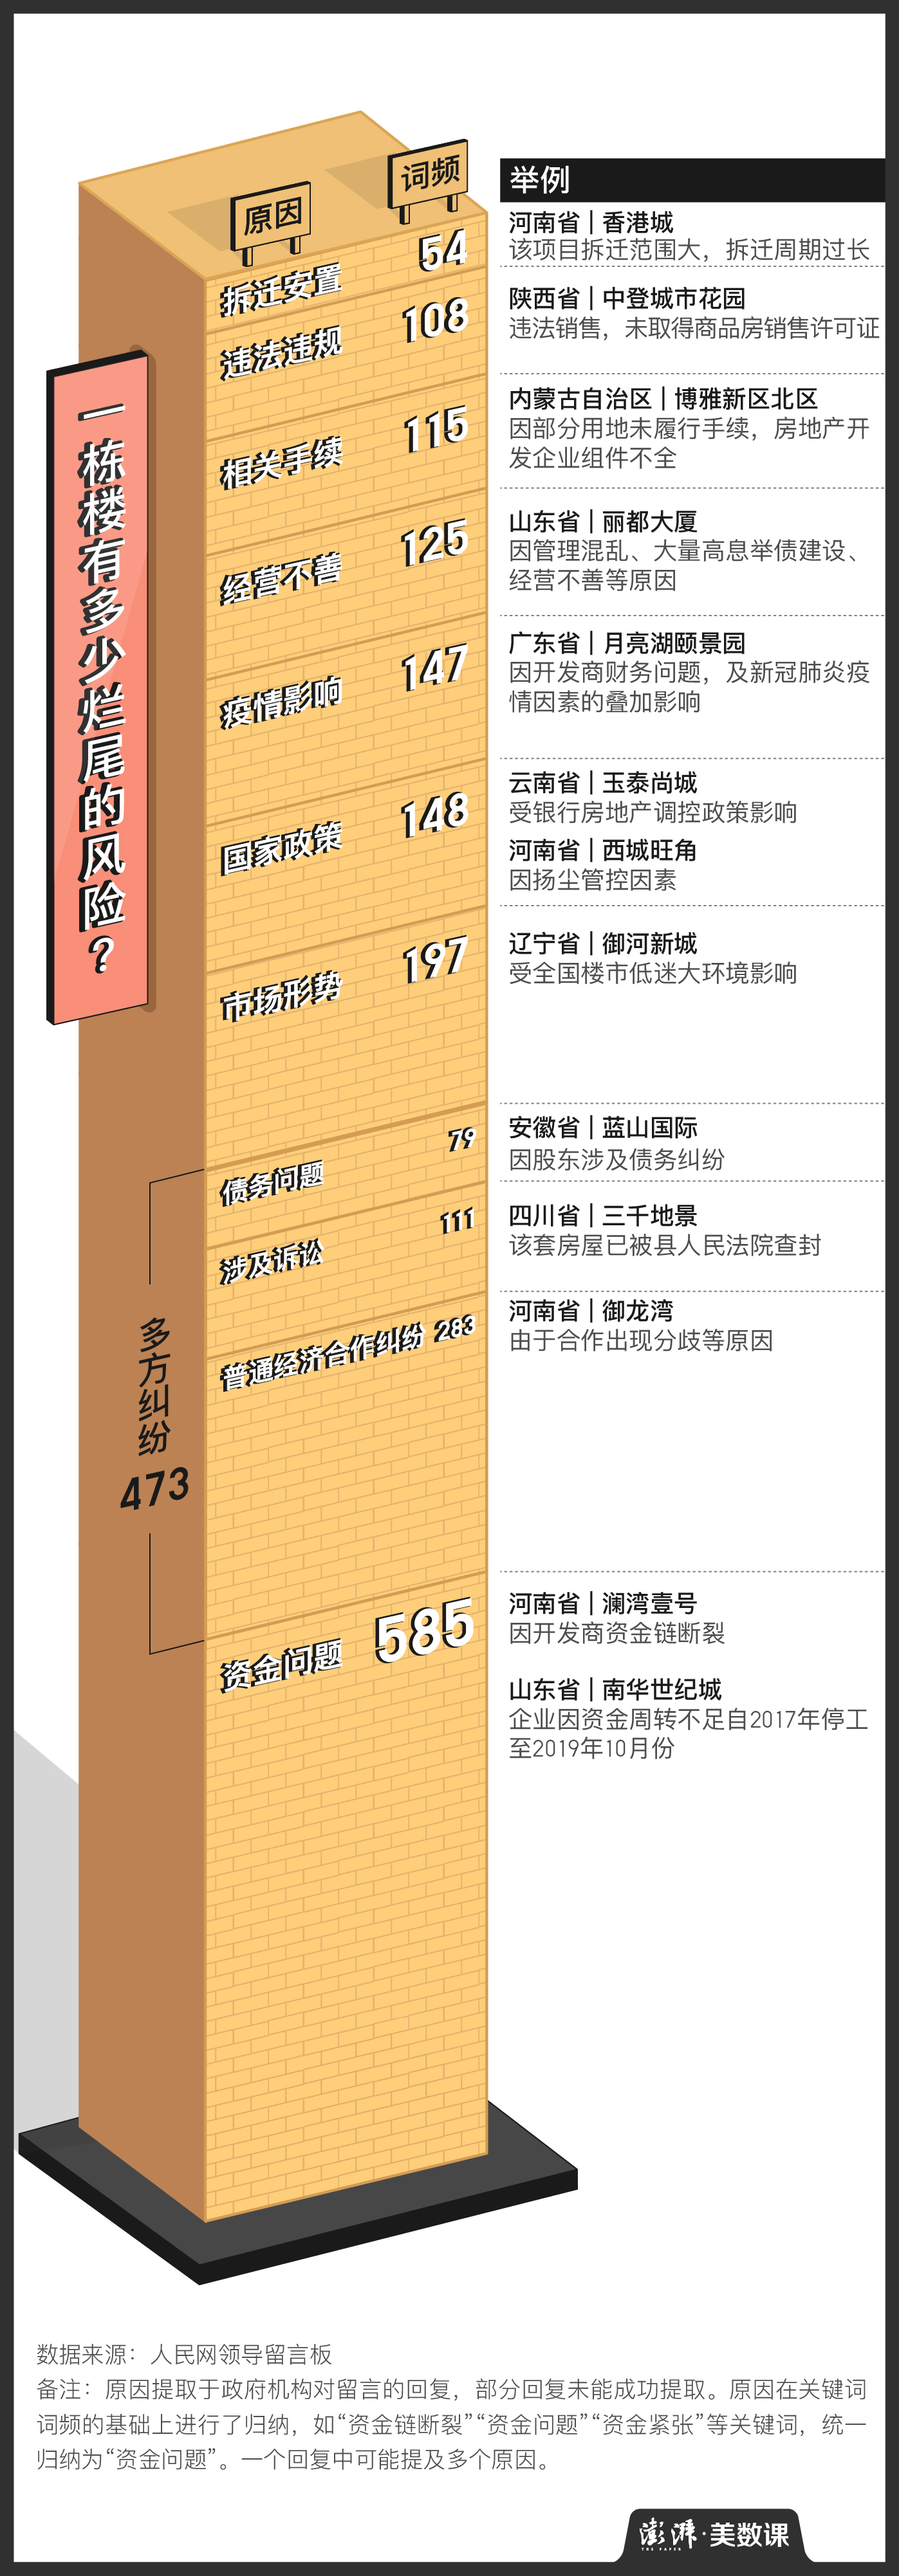 一栋楼有多少烂尾的风险？
原因 词频
拆迁安置 54
违法违规 108
相关手续 115
经营不善 125
疫情影响 147
国家政策 148
市场形势 197
债务问题 79
涉及诉讼 111
普通经济合作纠纷 283
多方纠纷
473
资金问题 585
举例
河南省｜香港城
该项目拆迁范围大，拆迁周期过长
陕西省｜中登城市花园
违法销售，未取得商品房销售许可证
内蒙古自治区｜博雅新区北区
因部分用地未履行手续，房地产开
发企业组件不全
山东省｜丽都大厦
因管理混乱、大量高息举债建设、
经营不善等原因
广东省｜月亮湖颐景园
因开发商财务问题，及新冠肺炎疫
情因素的叠加影响
云南省｜玉泰尚城
受银行房地产调控政策影响
河南省｜西城旺角
因扬尘管控因素
辽宁省｜御河新城
受全国楼市低迷大环境影响
安徽省｜蓝山国际
因股东涉及债务纠纷
四川省｜三千地景
该套房屋已被县人民法院查封
河南省｜御龙湾
由于合作出现分歧等原因
河南省｜澜湾壹号
因开发商资金链断裂
山东省｜南华世纪城
企业因资金周转不足自2017年停工
至2019年10月份
数据来源：人民网领导留言板
备注：原因提取于政府机构对留言的回复，部分回复未能成功提取。原因在关键词
词频的基础上进行了归纳，如“资金链断裂”“资金问题”“资金紧张”等关键词，统一
归纳为“资金问题”。一个回复中可能提及多个原因。
澎湃·美数课
THE PAPER